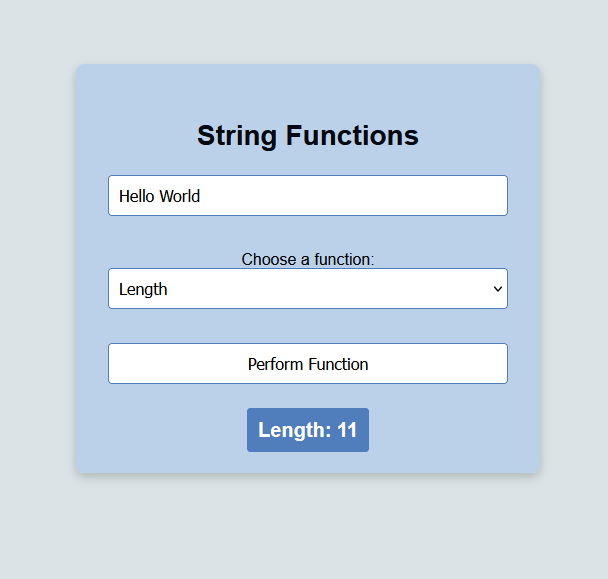 String Functions
Hello World
Choose a function:
Length
Perform Function
Length: 11